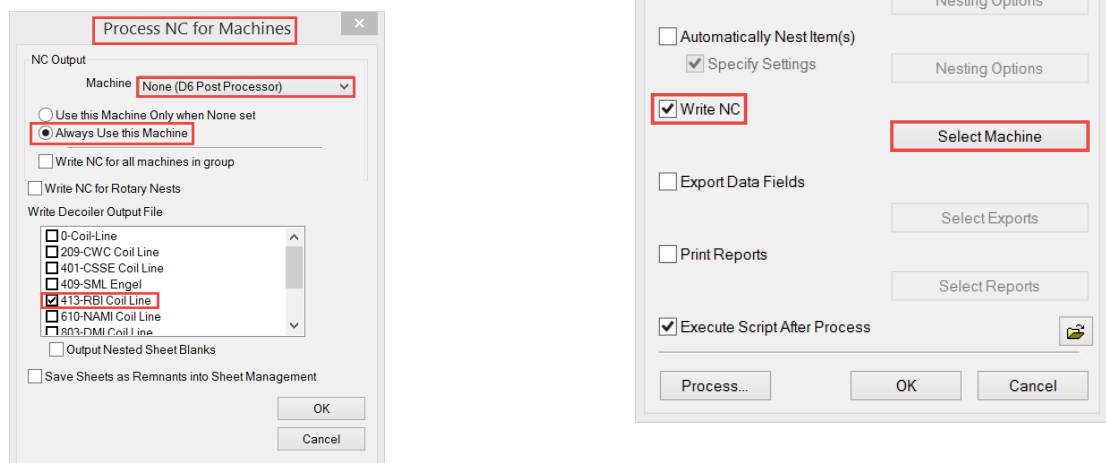 Process NC for Machines
NC Output
Machine None (D6 Post Processor)
Use this Machine Only when None set
Always Use this Machine
Write NC for all machines in group
Write NC for Rotary Nests
Write Decoiler Output File
0-Coil-Line
209-CWC Coil Line
401-CSSE Coil Line
409-SML Engel
413-RBI Coil Line
610-NAMI Coil Line
803-DMI Coil Line
Output Nested Sheet Blanks
Save Sheets as Remnants into Sheet Management
OK
Cancel
Nesting Options
Automatically Nest Item(s)
Specify Settings
Nesting Options
Write NC
Select Machine
Export Data Fields
Select Exports
Print Reports
Select Reports
Execute Script After Process
Process...
OK
Cancel